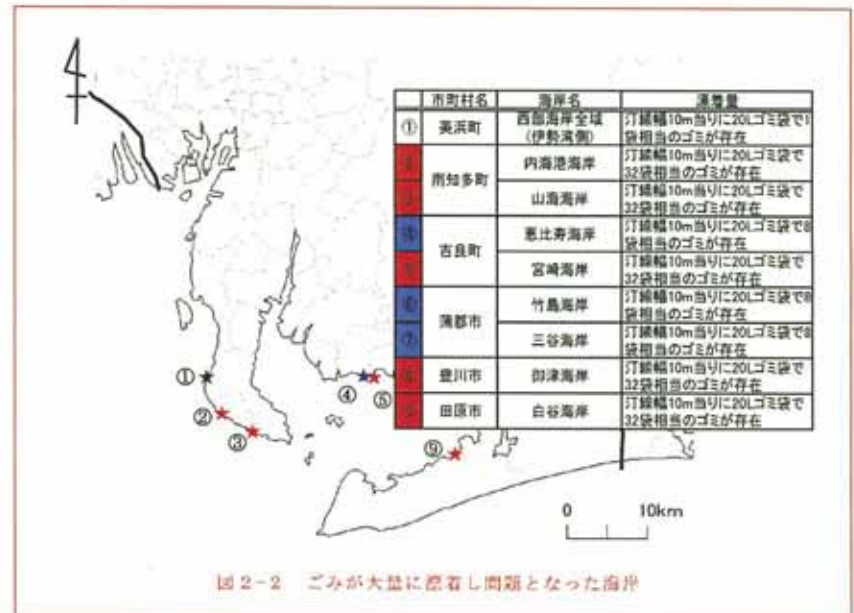 市町村名 海岸名 漂着量
① 美浜町 西部海岸全域 (伊勢湾側) 汀線幅10m当りに20Lゴミ袋で1袋相当のゴミが存在
② 南知多町 内海港海岸 汀線幅10m当りに20Lゴミ袋で32袋相当のゴミが存在
③ 山海海岸 汀線幅10m当りに20Lゴミ袋で32袋相当のゴミが存在
④ 吉良町 恵比寿海岸 汀線幅10m当りに20Lゴミ袋で8袋相当のゴミが存在
⑤ 宮崎海岸 汀線幅10m当りに20Lゴミ袋で32袋相当のゴミが存在
⑥ 蒲郡市 竹島海岸 汀線幅10m当りに20Lゴミ袋で8袋相当のゴミが存在
⑦ 三谷海岸 汀線幅10m当りに20Lゴミ袋で8袋相当のゴミが存在
豊川市 御津海岸 汀線幅10m当りに20Lゴミ袋で32袋相当のゴミが存在
田原市 白谷海岸 汀線幅10m当りに20Lゴミ袋で32袋相当のゴミが存在
①
②
③
④ ⑤
⑨
0 10km
図2-2 ごみが大量に漂着し問題となった海岸